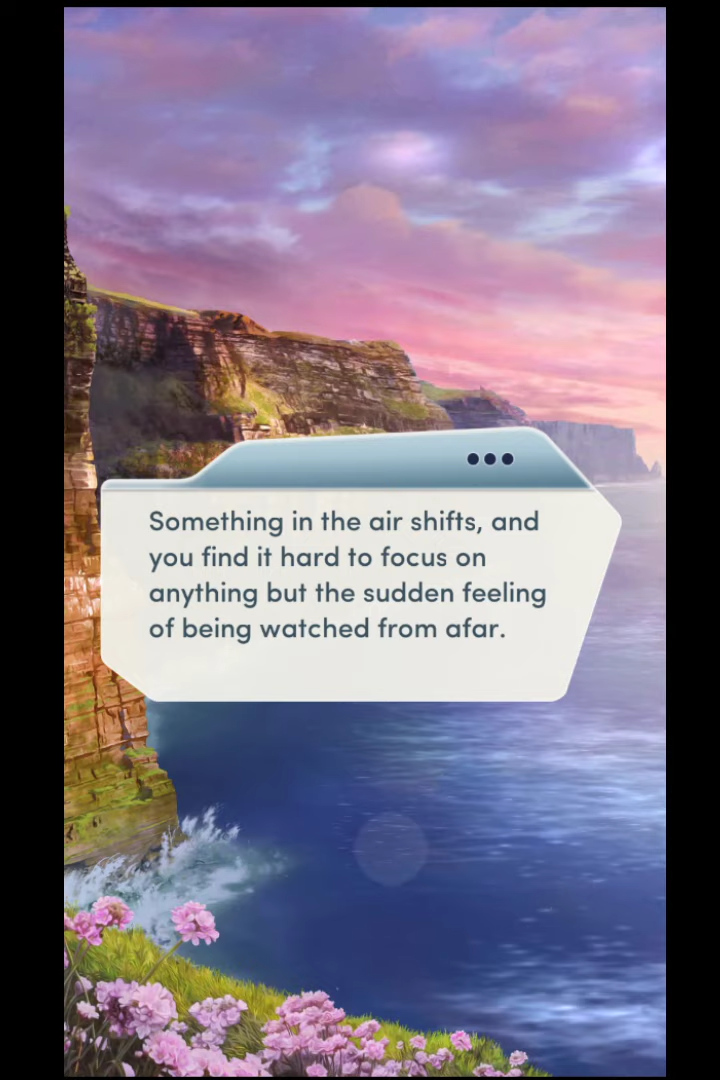 Something in the air shifts, and
you find it hard to focus on
anything but the sudden feeling
of being watched from afar.